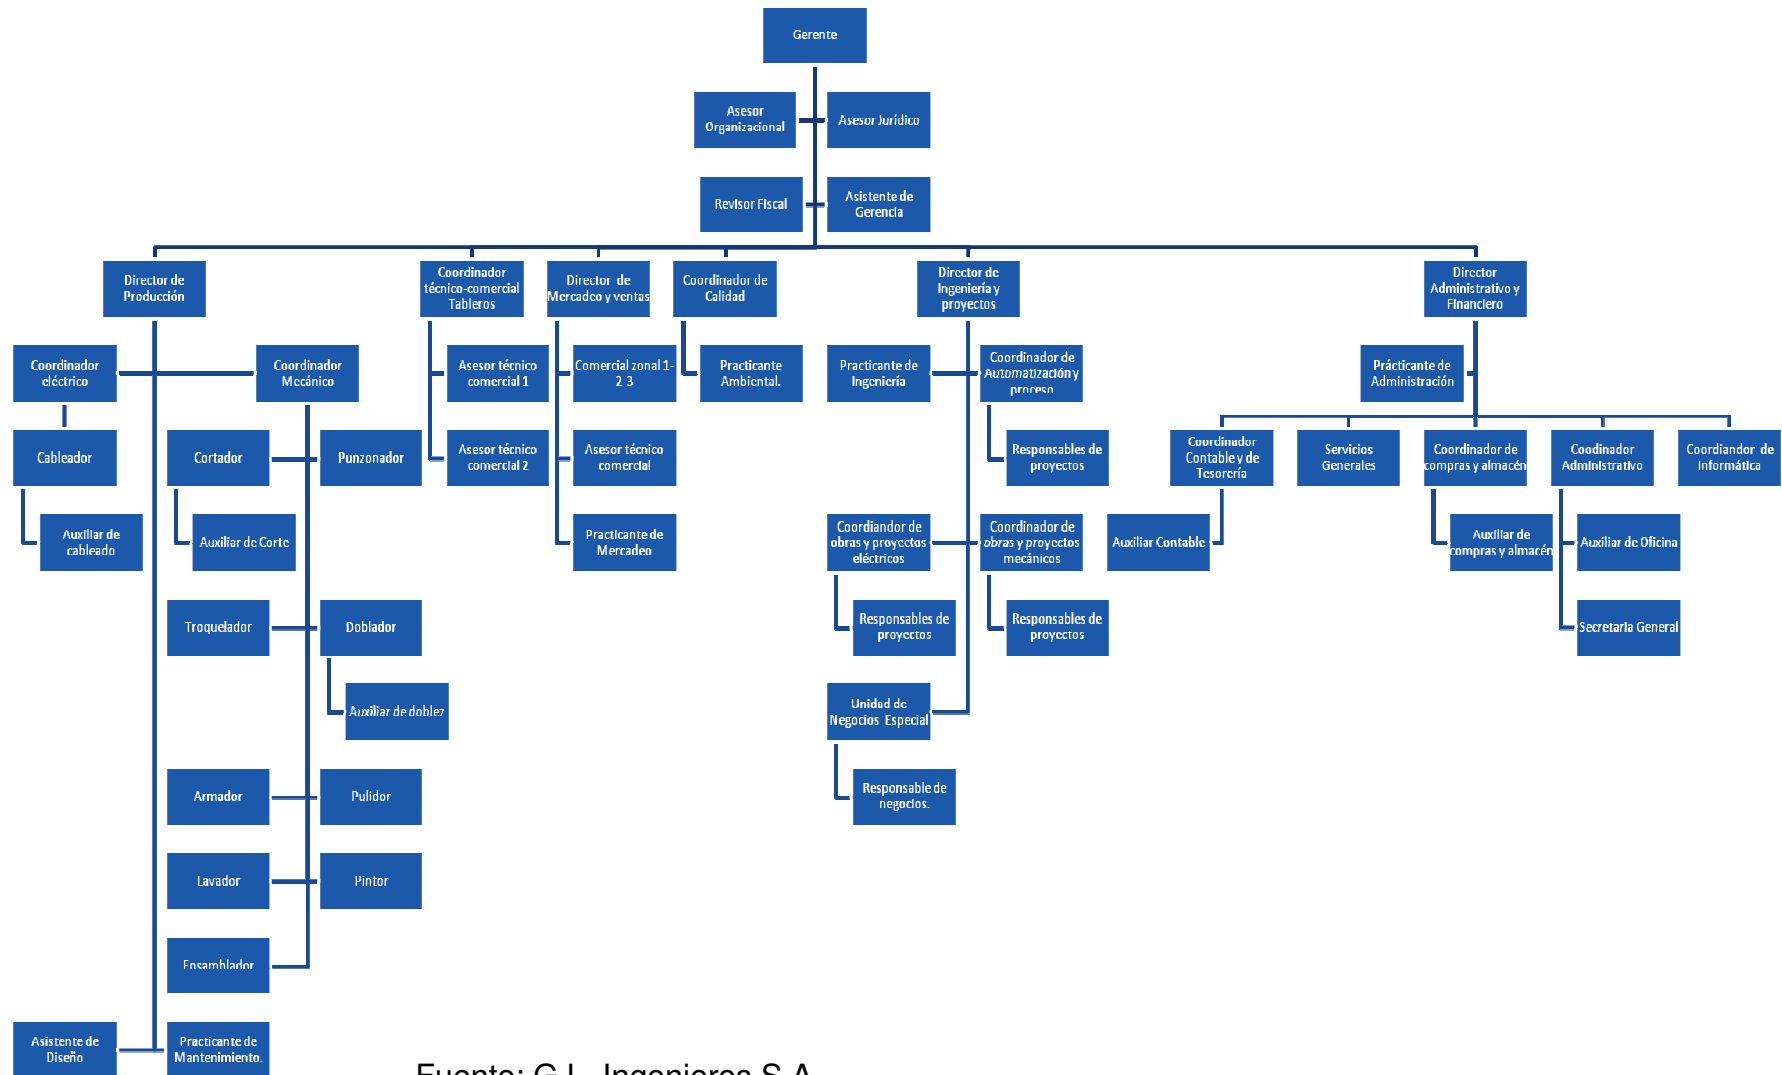 Gerente
Asesor
Organizacional
Asesor Jurídico
Revisor Fiscal
Asistente de
Gerencia
Director de
Producción
Coordinador
técnico-comercial
Tableros
Director de
Mercadeo y ventas
Coordinador de
Calidad
Director de
Ingeniería y
proyectos
Director
Administrativo y
Financiero
Coordinador
eléctrico
Coordinador
Mecánico
Asesor técnico
comercial 1
Comercial zonal 1-
2 3
Practicante
Ambiental.
Practicante de
Ingeniería
Coordinador de
Automatización y
proceso
Prácticante de
Administración
Cableador
Cortador
Punzonador
Asesor técnico
comercial 2
Asesor técnico
comercial
Responsables de
proyectos
Coordinador
Contable y de
Tesorería
Servicios
Generales
Coordinador de
compras y almacén
Coodinador
Administrativo
Coordiandor de
Informática
Auxiliar de
cableado
Auxiliar de Corte
Practicante de
Mercadeo
Coordiandor de
obras y proyectos
eléctricos
Coordinador de
obras y proyectos
mecánicos
Auxiliar Contable
Auxiliar de
compras y almacén
Auxiliar de Oficina
Troquelador
Doblador
Responsables de
proyectos
Responsables de
proyectos
Secretaria General
Auxiliar de doblez
Unidad de
Negocios Especial
Armador
Pulidor
Responsable de
negocios.
Lavador
Pintor
Ensamblador
Asistente de
Diseño
Practicante de
Mantenimiento.
Fuente: G.L. Ingenieros S.A